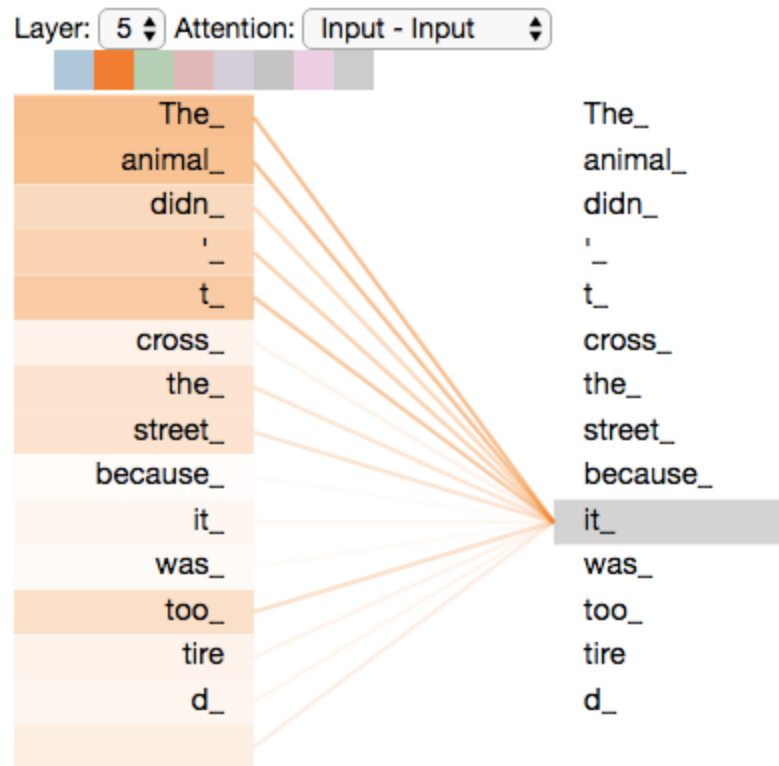 Layer: 5 Attention: Input - Input
The_ The_
animal_ animal_
didn_ didn_
'_ '_
t_ t_
cross_ cross_
the_ the_
street_ street_
because_ because_
it_ it_
was_ was_
too_ too_
tire tire
d_ d_